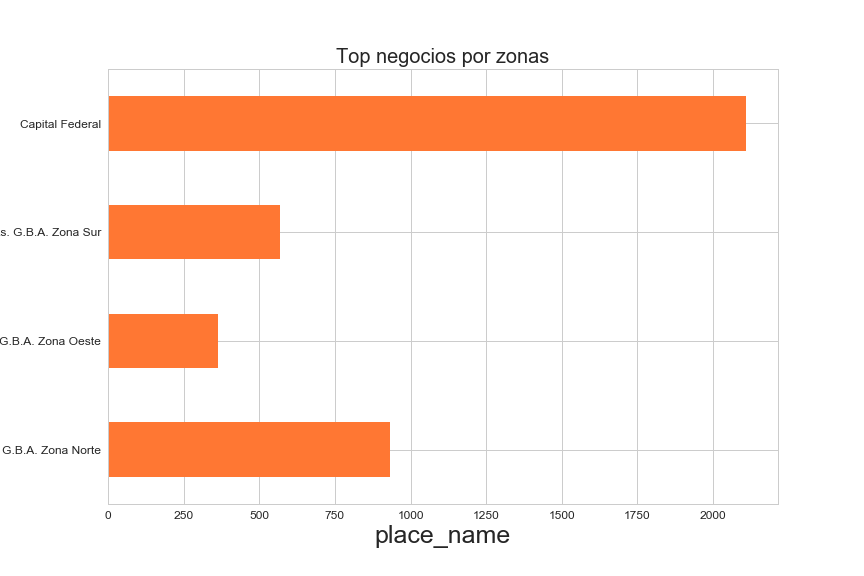 Top negocios por zonas
Capital Federal
s. G.B.A. Zona Sur
G.B.A. Zona Oeste
G.B.A. Zona Norte
0 250 500 750 1000 1250 1500 1750 2000
place_name